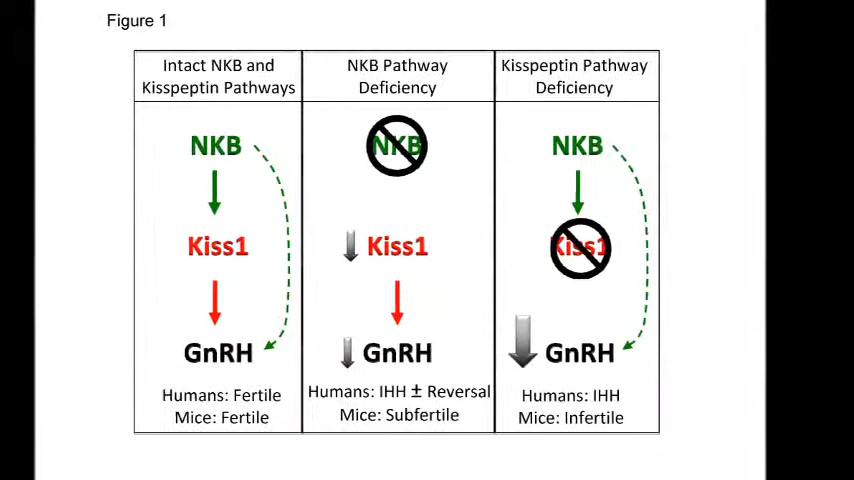 Figure 1
Intact NKB and
Kisspeptin Pathways
NKB
Kiss1
GnRH
Humans: Fertile
Mice: Fertile
NKB Pathway
Deficiency
NKB
Kiss1
GnRH
Humans: IHH ± Reversal
Mice: Subfertile
Kisspeptin Pathway
Deficiency
NKB
Kiss1
GnRH
Humans: IHH
Mice: Infertile